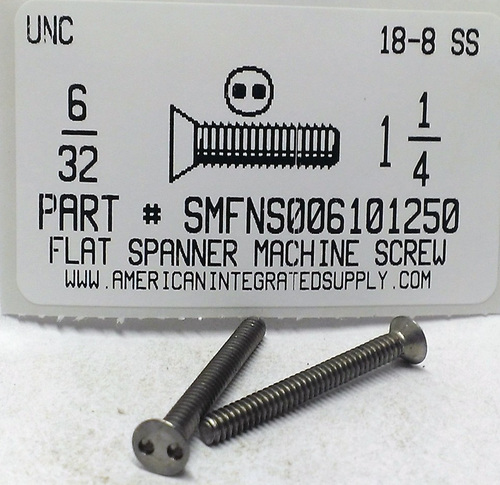 UNC 18-8 SS
6/32 1 1/4
PART # SMFNS006101250
FLAT SPANNER MACHINE SCREW
WWW.AMERICANINTEGRATEDSUPPLY.COM